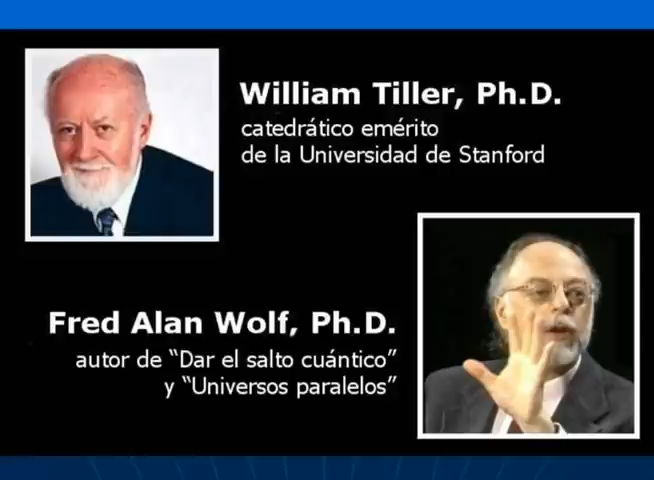 William Tiller, Ph.D.
catedrático emérito
de la Universidad de Stanford
Fred Alan Wolf, Ph.D.
autor de “Dar el salto cuántico”
y “Universos paralelos”